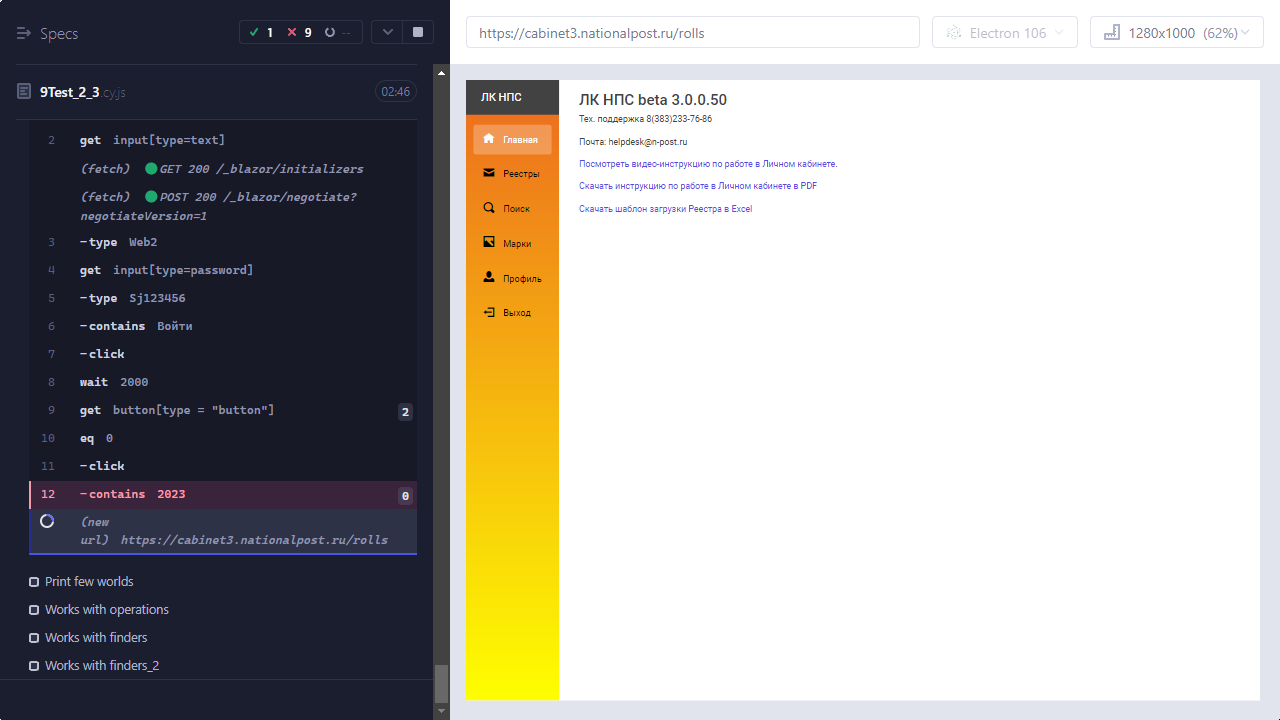 Specs
1 9 --
9Test_2_3.cy.js 02:46
2 get input[type=text]
(fetch) GET 200 /_blazor/initializers
(fetch) POST 200 /_blazor/negotiate?
negotiateVersion=1
3 -type Web2
4 get input[type=password]
5 -type Sj123456
6 -contains Войти
7 -click
8 wait 2000
9 get button[type = "button"] 2
10 eq 0
11 -click
12 -contains 2023 0
(new
url) https://cabinet3.nationalpost.ru/rolls
Print few worlds
Works with operations
Works with finders
Works with finders_2
https://cabinet3.nationalpost.ru/rolls
Electron 106
1280x1000 (62%)
ЛК НПС
Главная
Реестры
Поиск
Марки
Профиль
Выход
ЛК НПС beta 3.0.0.50
Тех. поддержка 8(383)233-76-86
Почта: helpdesk@n-post.ru
Посмотреть видео-инструкцию по работе в Личном кабинете.
Скачать инструкцию по работе в Личном кабинете в PDF
Скачать шаблон загрузки Реестра в Excel